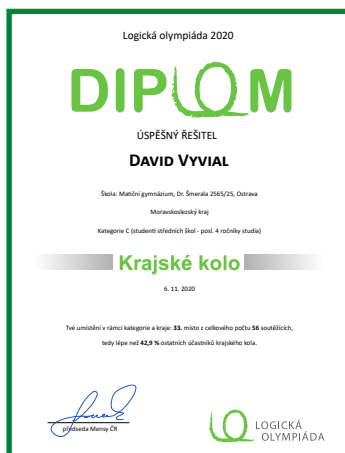 Logická olympiáda 2020
DIPLOM
ÚSPĚŠNÝ ŘEŠITEL
DAVID VYVIAL
Škola: Matiční gymnázium, Dr. Šmerala 2565/25, Ostrava
Moravskoslezský kraj
Kategorie C (studenti středních škol - posl. 4 ročníky studia)
Krajské kolo
6. 11. 2020
Tvé umístění v rámci kategorie a kraje: 33. místo z celkového počtu 56 soutěžících,
tedy lépe než 42,9 % ostatních účastníků krajského kola.
předseda Mensy ČR
LOGICKÁ
OLYMPIÁDA